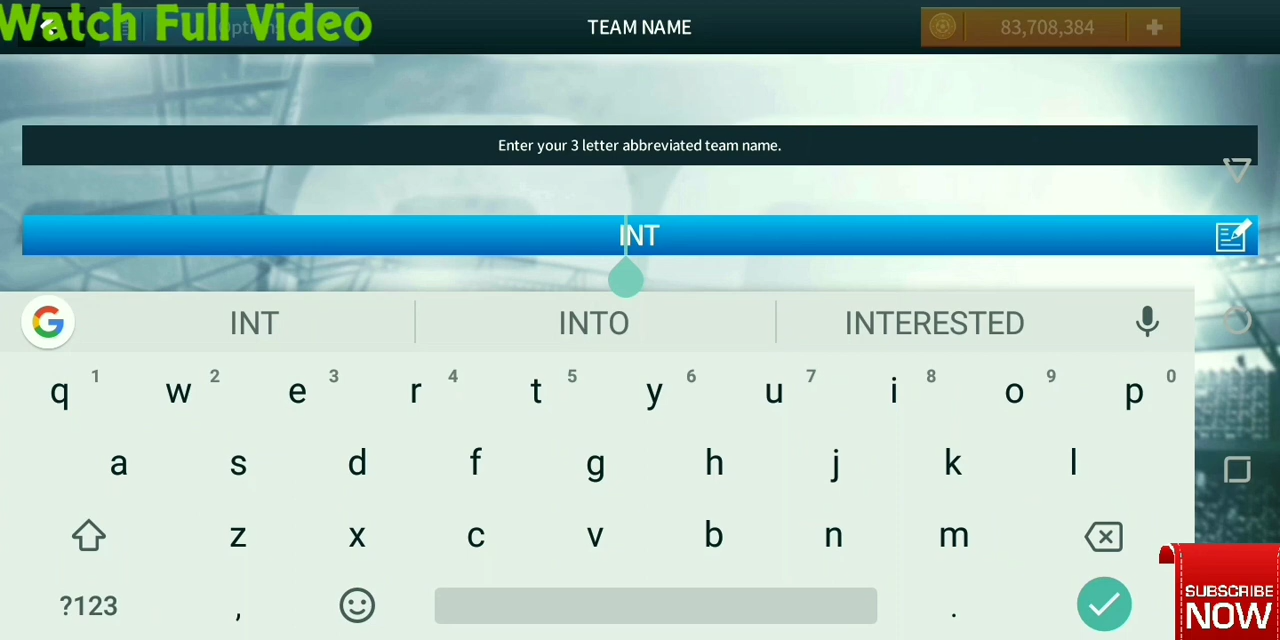 Watch Full Video
Options
TEAM NAME
83,708,384
Enter your 3 letter abbreviated team name.
INT
INT INTO INTERESTED
q 1 w 2 e 3 r 4 t 5 y 6 u 7 i 8 o 9 p 0
a s d f g h j k l
z x c v b n m
?123 , .
SUBSCRIBE
NOW